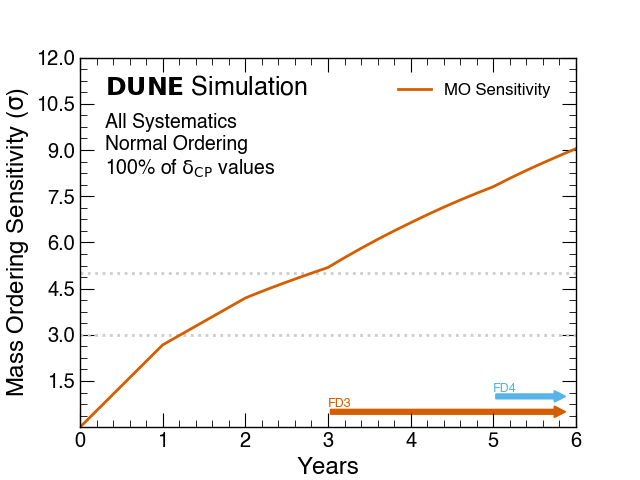 12.0
10.5
9.0
7.5
6.0
4.5
3.0
1.5
Mass Ordering Sensitivity (σ)
DUNE Simulation
All Systematics
Normal Ordering
100% of δCP values
MO Sensitivity
FD4
FD3
0 1 2 3 4 5 6
Years